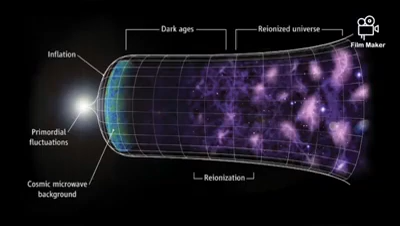 Dark ages
Reionized universe
Film Maker
Inflation
Primordial
fluctuations
Cosmic microwave
background
Reionization